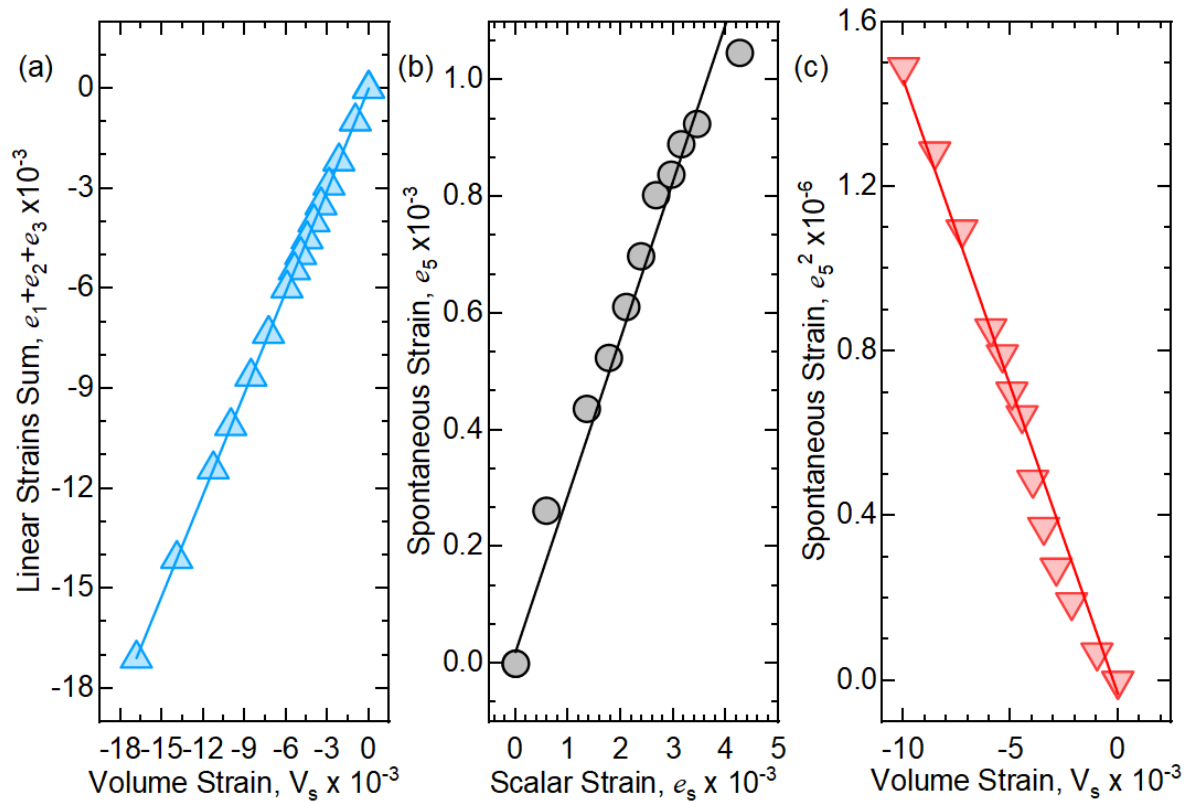 (a)
Linear Strains Sum, e₁+e₂+e₃ x10⁻³
0
-3
-6
-9
-12
-15
-18
-18 -15 -12 -9 -6 -3 0
Volume Strain, Vₛ x 10⁻³
(b)
Spontaneous Strain, e₅ x10⁻³
1.0
0.8
0.6
0.4
0.2
0.0
0 1 2 3 4 5
Scalar Strain, eₛ x 10⁻³
(c)
Spontaneous Strain, e₅² x10⁻⁶
1.6
1.2
0.8
0.4
0.0
-10 -5 0
Volume Strain, Vₛ x 10⁻³